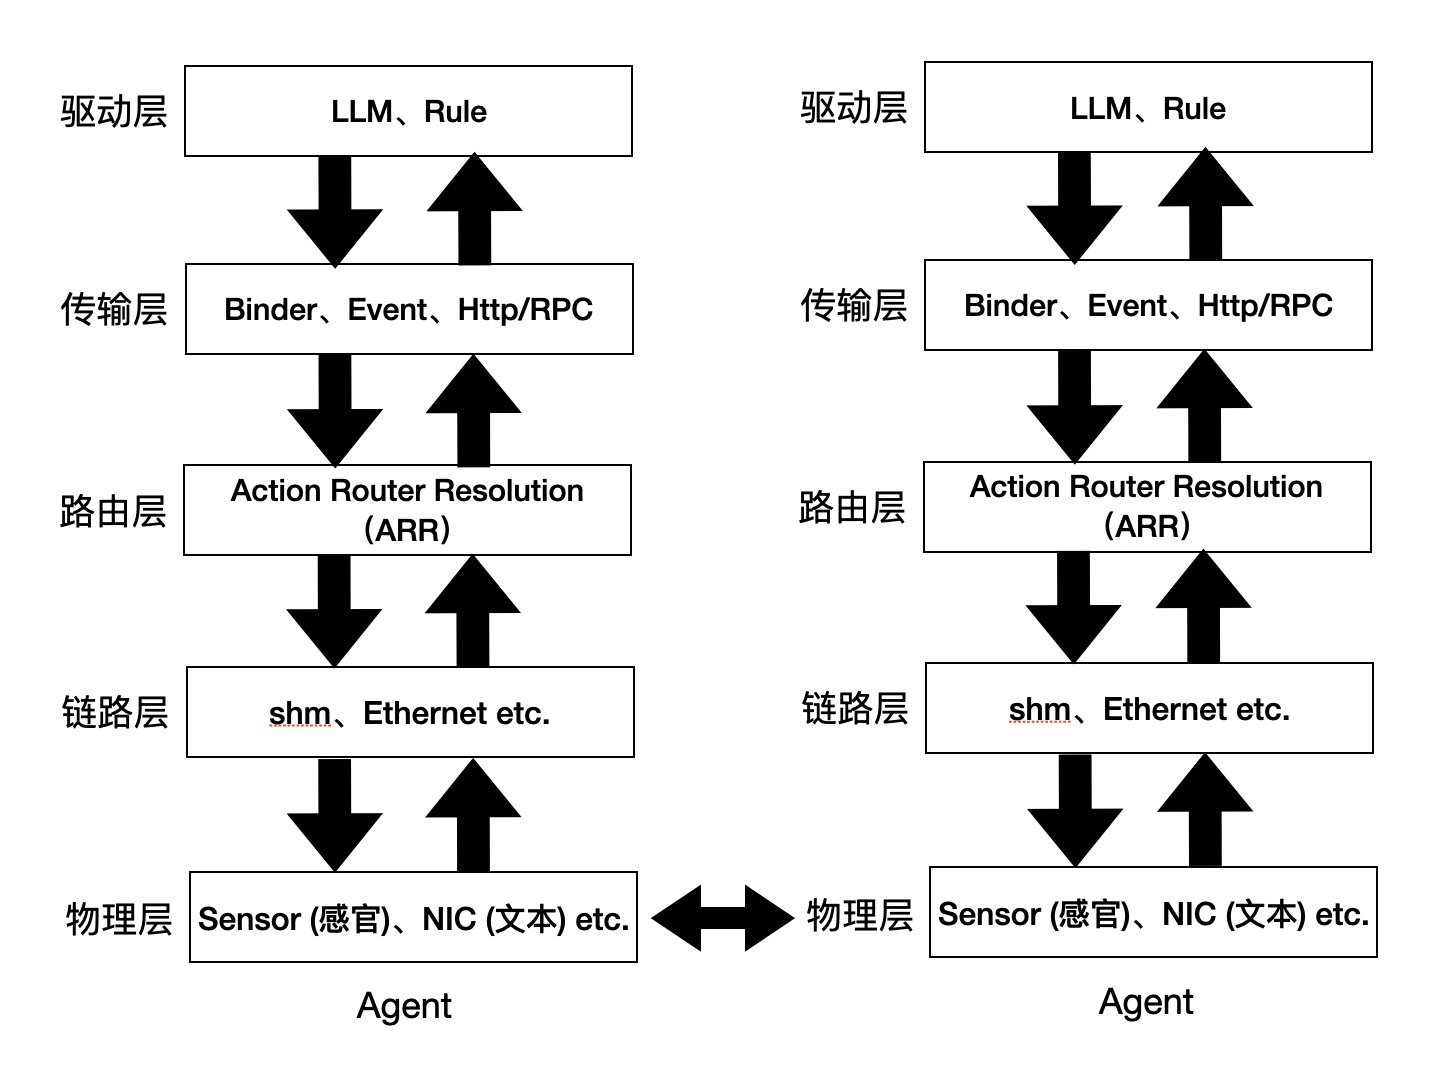 驱动层
LLM、Rule
传输层
Binder、Event、Http/RPC
路由层
Action Router Resolution
（ARR）
链路层
shm、Ethernet etc.
物理层
Sensor (感官)、NIC (文本) etc.
Agent
驱动层
LLM、Rule
传输层
Binder、Event、Http/RPC
路由层
Action Router Resolution
（ARR）
链路层
shm、Ethernet etc.
物理层
Sensor (感官)、NIC (文本) etc.
Agent